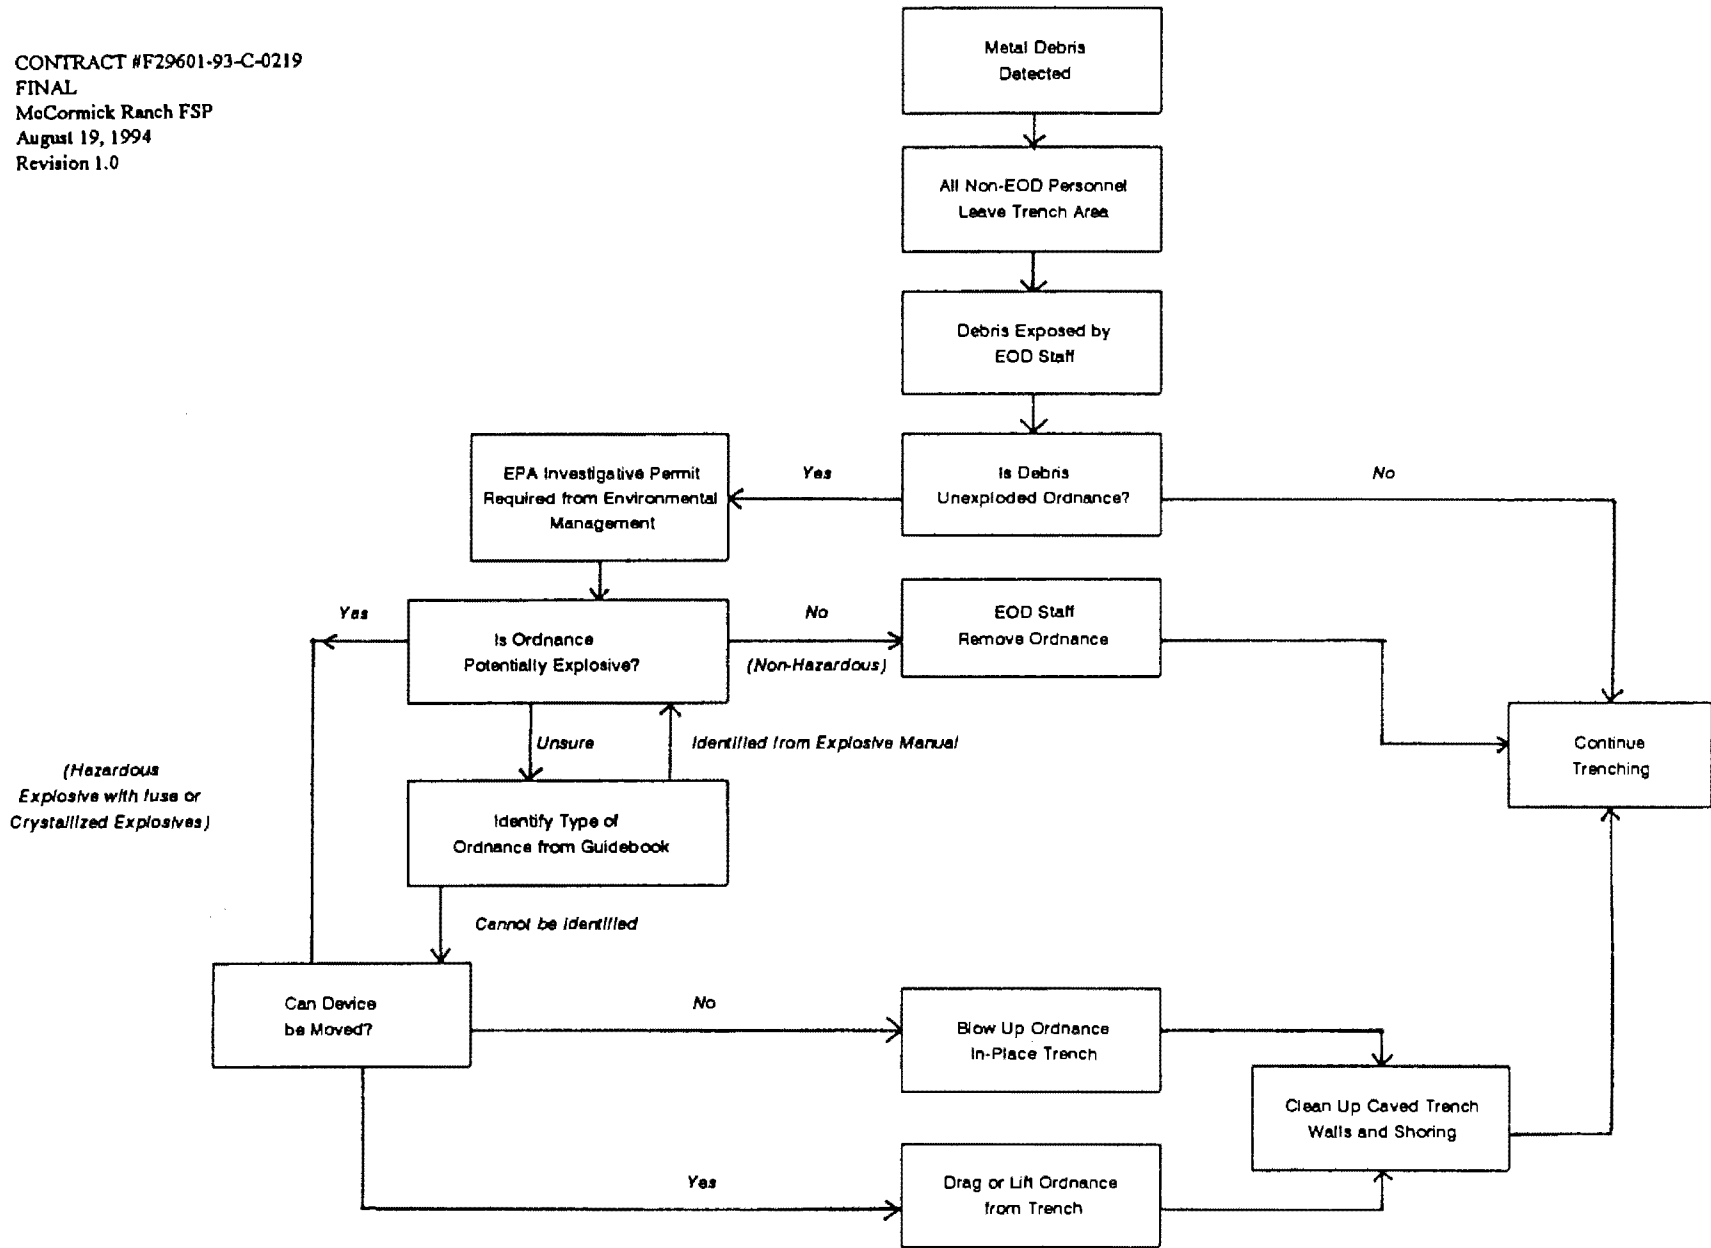 CONTRACT #F29601-93-C-0219
FINAL
McCormick Ranch FSP
August 19, 1994
Revision 1.0
Metal Debris
Detected
All Non-EOD Personnel
Leave Trench Area
Debris Exposed by
EOD Staff
Is Debris
Unexploded Ordnance?
Yes
No
EPA Investigative Permit
Required from Environmental
Management
Is Ordnance
Potentially Explosive?
Yes
No
(Non-Hazardous)
EOD Staff
Remove Ordnance
Unsure
Identified from Explosive Manual
(Hazardous
Explosive with fuse or
Crystallized Explosives)
Identify Type of
Ordnance from Guidebook
Cannot be identified
Continue
Trenching
Can Device
be Moved?
No
Blow Up Ordnance
In-Place Trench
Clean Up Caved Trench
Walls and Shoring
Yes
Drag or Lift Ordnance
from Trench